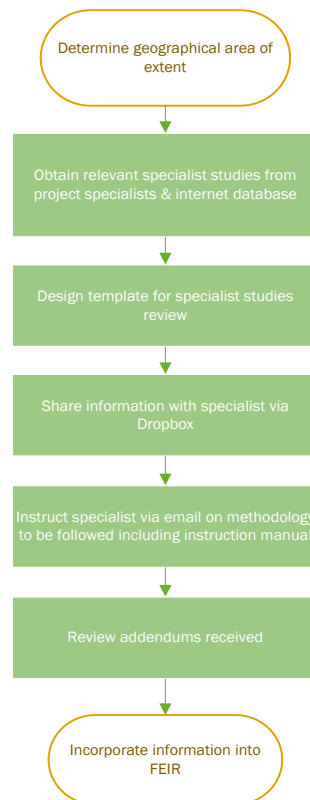 Determine geographical area of
extent
Obtain relevant specialist studies from
project specialists & internet database
Design template for specialist studies
review
Share information with specialist via
Dropbox
Instruct specialist via email on methodology
to be followed including instruction manual
Review addendums received
Incorporate information into
FEIR